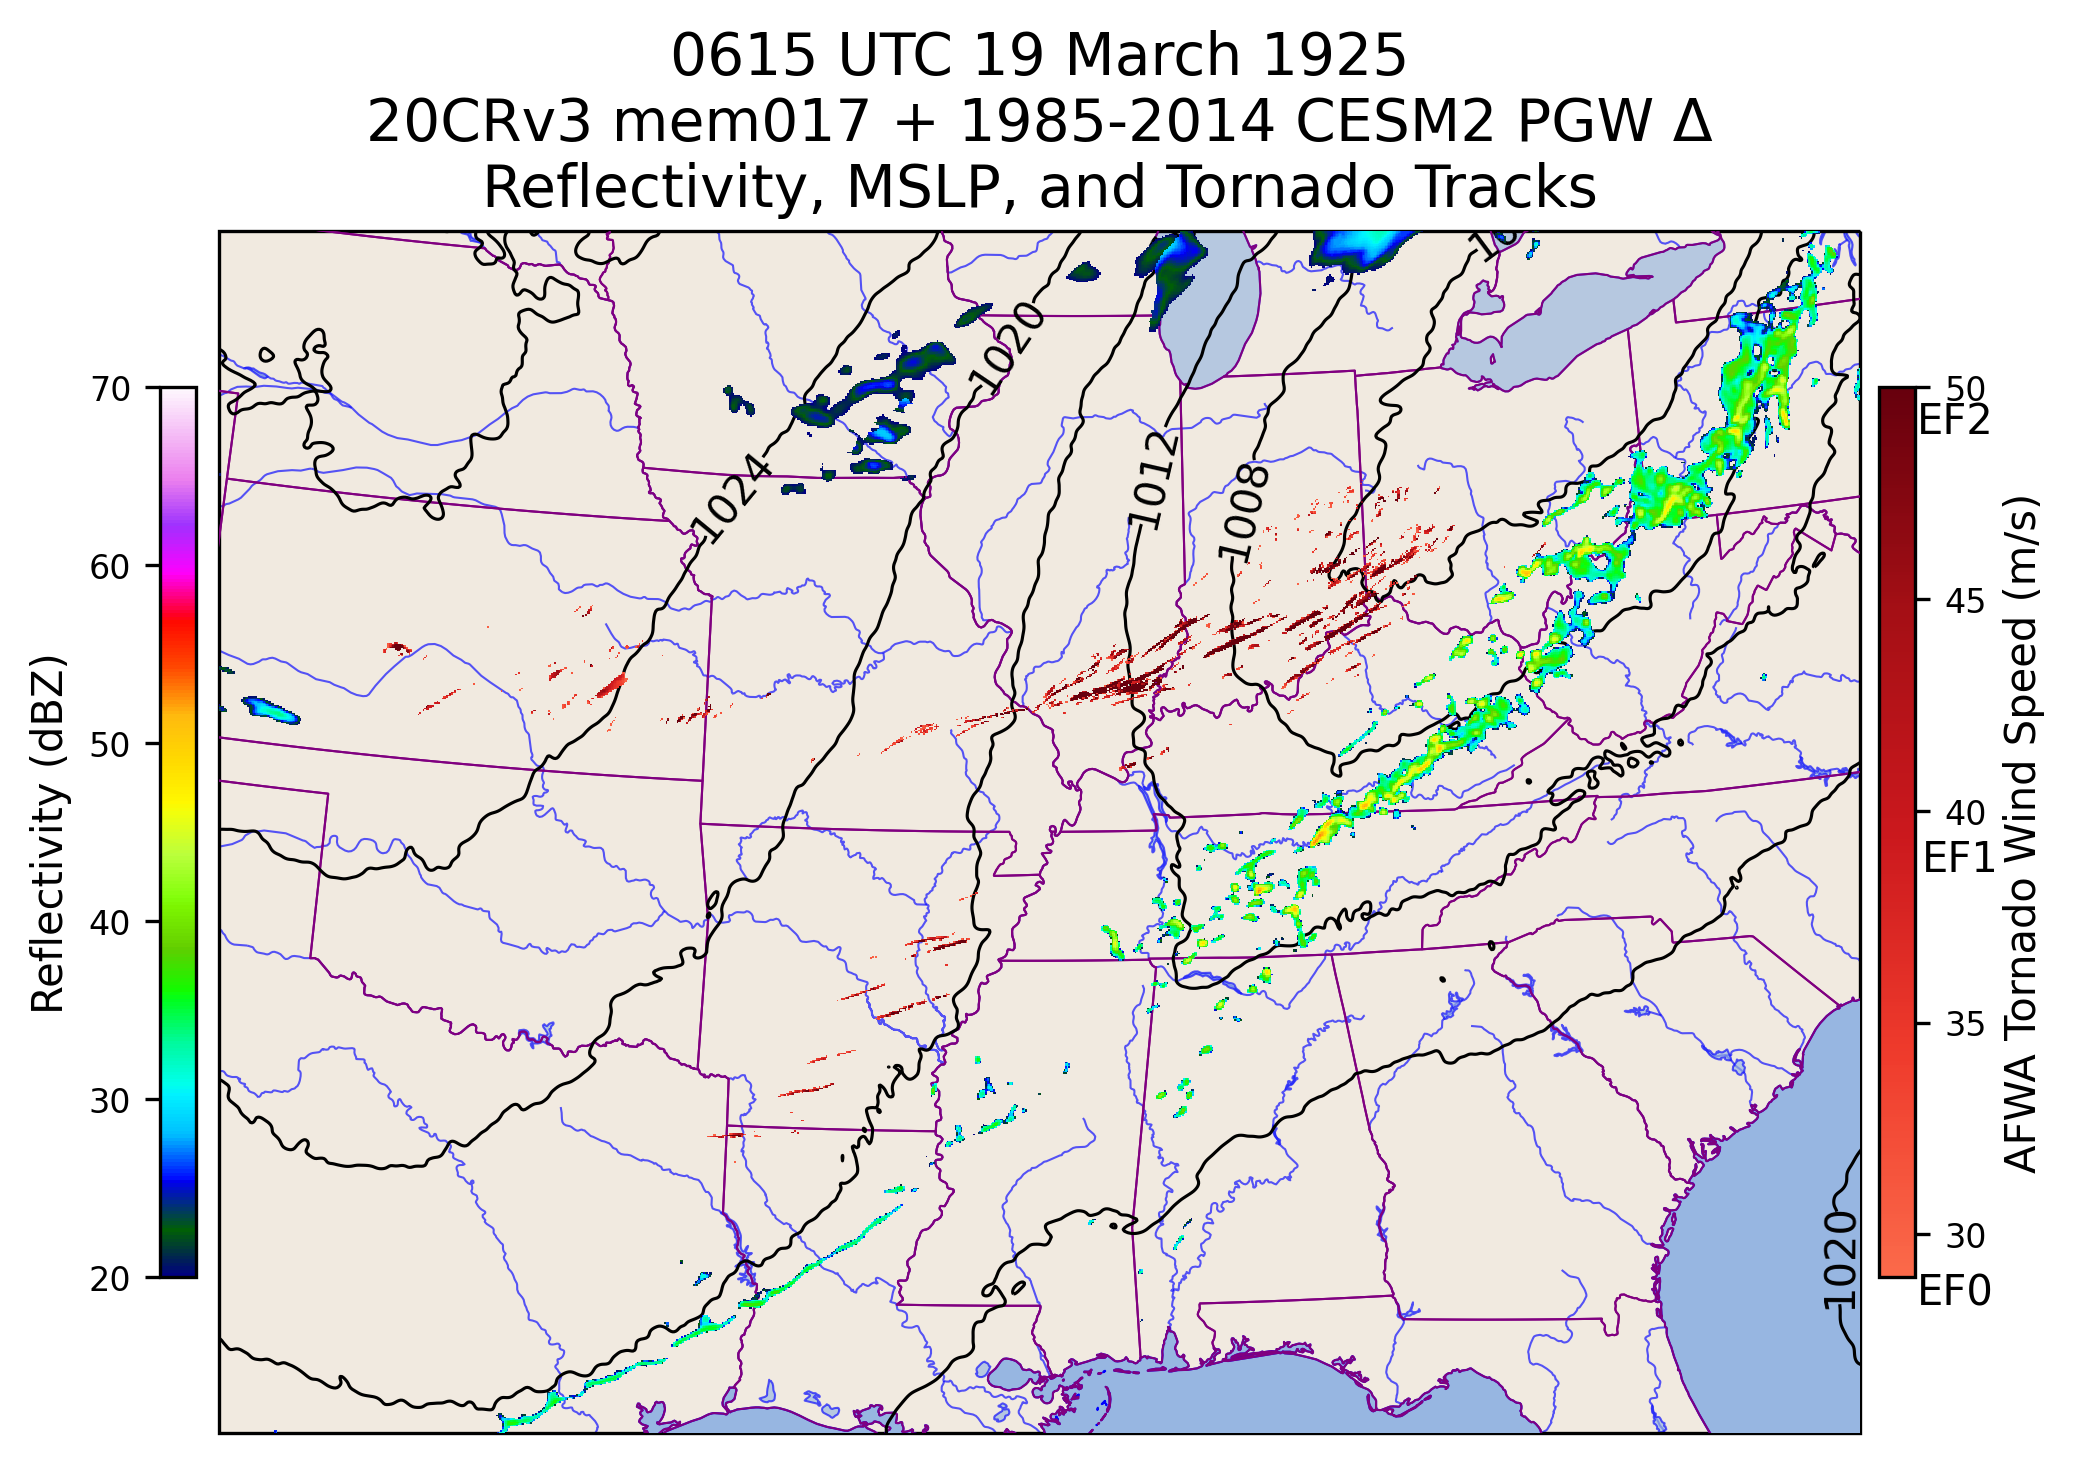 0615 UTC 19 March 1925
20CRv3 mem017 + 1985-2014 CESM2 PGW Δ
Reflectivity, MSLP, and Tornado Tracks
Reflectivity (dBZ)
70
60
50
40
30
20
1020
1024
1012
1008
1020
50
EF2
45
40
EF1
35
30
EF0
AFWA Tornado Wind Speed (m/s)